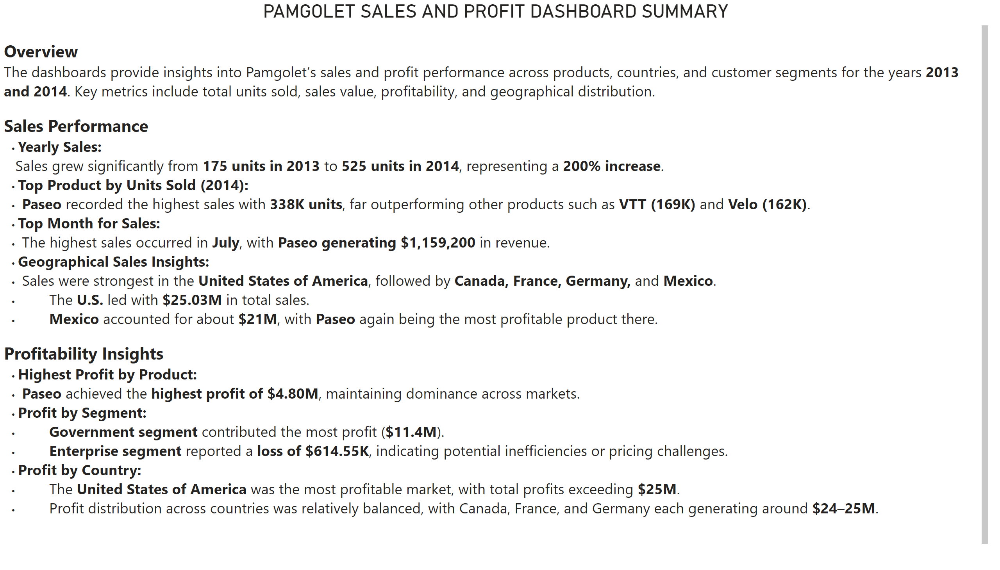 PAMGOLET SALES AND PROFIT DASHBOARD SUMMARY
Overview
The dashboards provide insights into Pamgolet’s sales and profit performance across products, countries, and customer segments for the years 2013
and 2014. Key metrics include total units sold, sales value, profitability, and geographical distribution.
Sales Performance
• Yearly Sales:
Sales grew significantly from 175 units in 2013 to 525 units in 2014, representing a 200% increase.
• Top Product by Units Sold (2014):
• Paseo recorded the highest sales with 338K units, far outperforming other products such as VTT (169K) and Velo (162K).
• Top Month for Sales:
• The highest sales occurred in July, with Paseo generating $1,159,200 in revenue.
• Geographical Sales Insights:
• Sales were strongest in the United States of America, followed by Canada, France, Germany, and Mexico.
• The U.S. led with $25.03M in total sales.
• Mexico accounted for about $21M, with Paseo again being the most profitable product there.
Profitability Insights
• Highest Profit by Product:
• Paseo achieved the highest profit of $4.80M, maintaining dominance across markets.
• Profit by Segment:
• Government segment contributed the most profit ($11.4M).
• Enterprise segment reported a loss of $614.55K, indicating potential inefficiencies or pricing challenges.
• Profit by Country:
• The United States of America was the most profitable market, with total profits exceeding $25M.
• Profit distribution across countries was relatively balanced, with Canada, France, and Germany each generating around $24–25M.